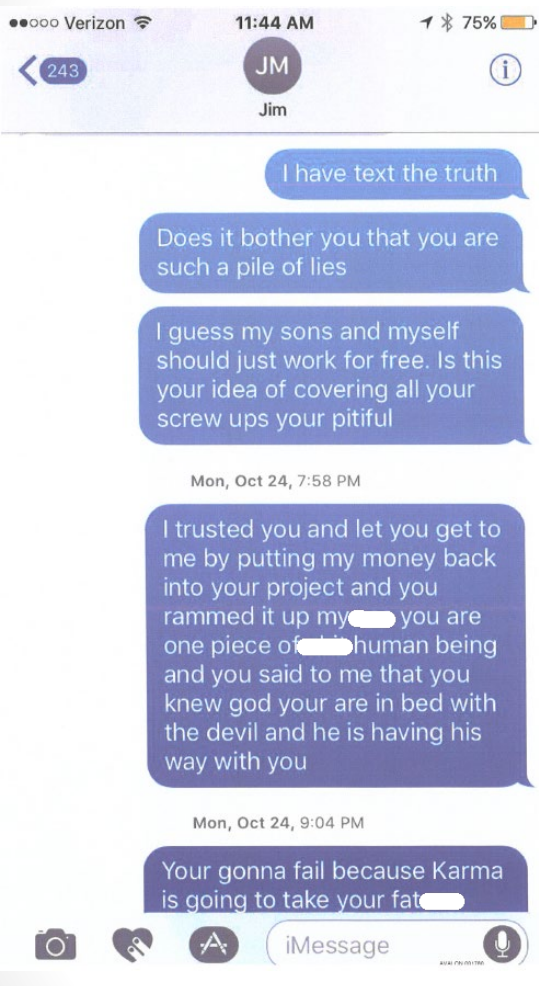 Verizon 11:44 AM 75%
243
JM
Jim
I have text the truth
Does it bother you that you are
such a pile of lies
I guess my sons and myself
should just work for free. Is this
your idea of covering all your
screw ups your pitiful
Mon, Oct 24, 7:58 PM
I trusted you and let you get to
me by putting my money back
into your project and you
rammed it up my you are
one piece of human being
and you said to me that you
knew god your are in bed with
the devil and he is having his
way with you
Mon, Oct 24, 9:04 PM
Your gonna fail because Karma
is going to take your fat
iMessage